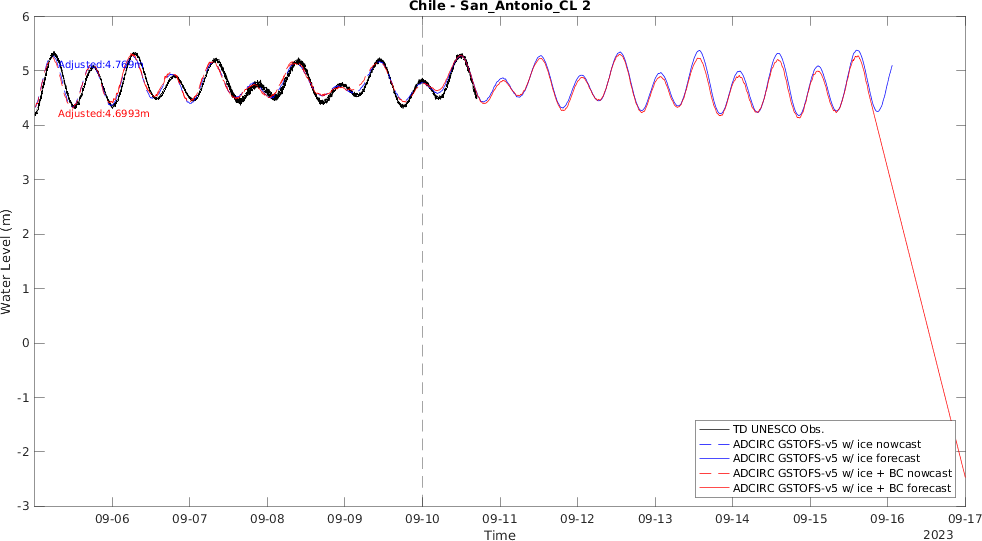 Chile - San_Antonio_CL 2
6
5
4
3
2
1
0
-1
-2
-3
Water Level (m)
Adjusted:4.769m
Adjusted:4.6993m
TD UNESCO Obs.
ADCIRC GSTOFS-v5 w/ ice nowcast
ADCIRC GSTOFS-v5 w/ ice forecast
ADCIRC GSTOFS-v5 w/ ice + BC nowcast
ADCIRC GSTOFS-v5 w/ ice + BC forecast
09-06 09-07 09-08 09-09 09-10 09-11 09-12 09-13 09-14 09-15 09-16 09-17
Time
2023